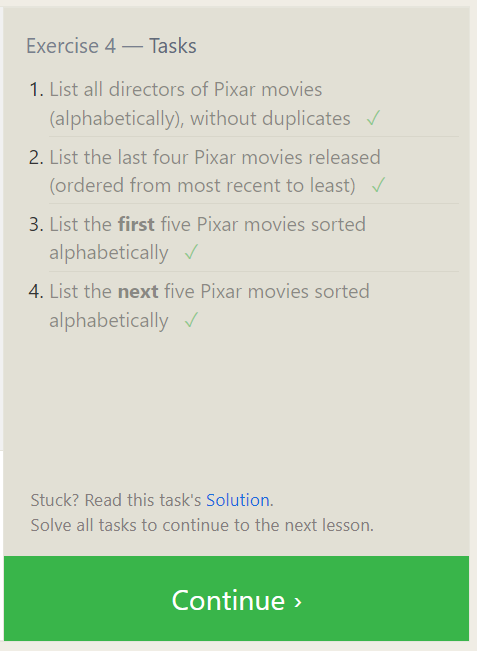 Exercise 4 — Tasks
1. List all directors of Pixar movies
(alphabetically), without duplicates ✓
2. List the last four Pixar movies released
(ordered from most recent to least) ✓
3. List the first five Pixar movies sorted
alphabetically ✓
4. List the next five Pixar movies sorted
alphabetically ✓
Stuck? Read this task's Solution.
Solve all tasks to continue to the next lesson.
Continue ›